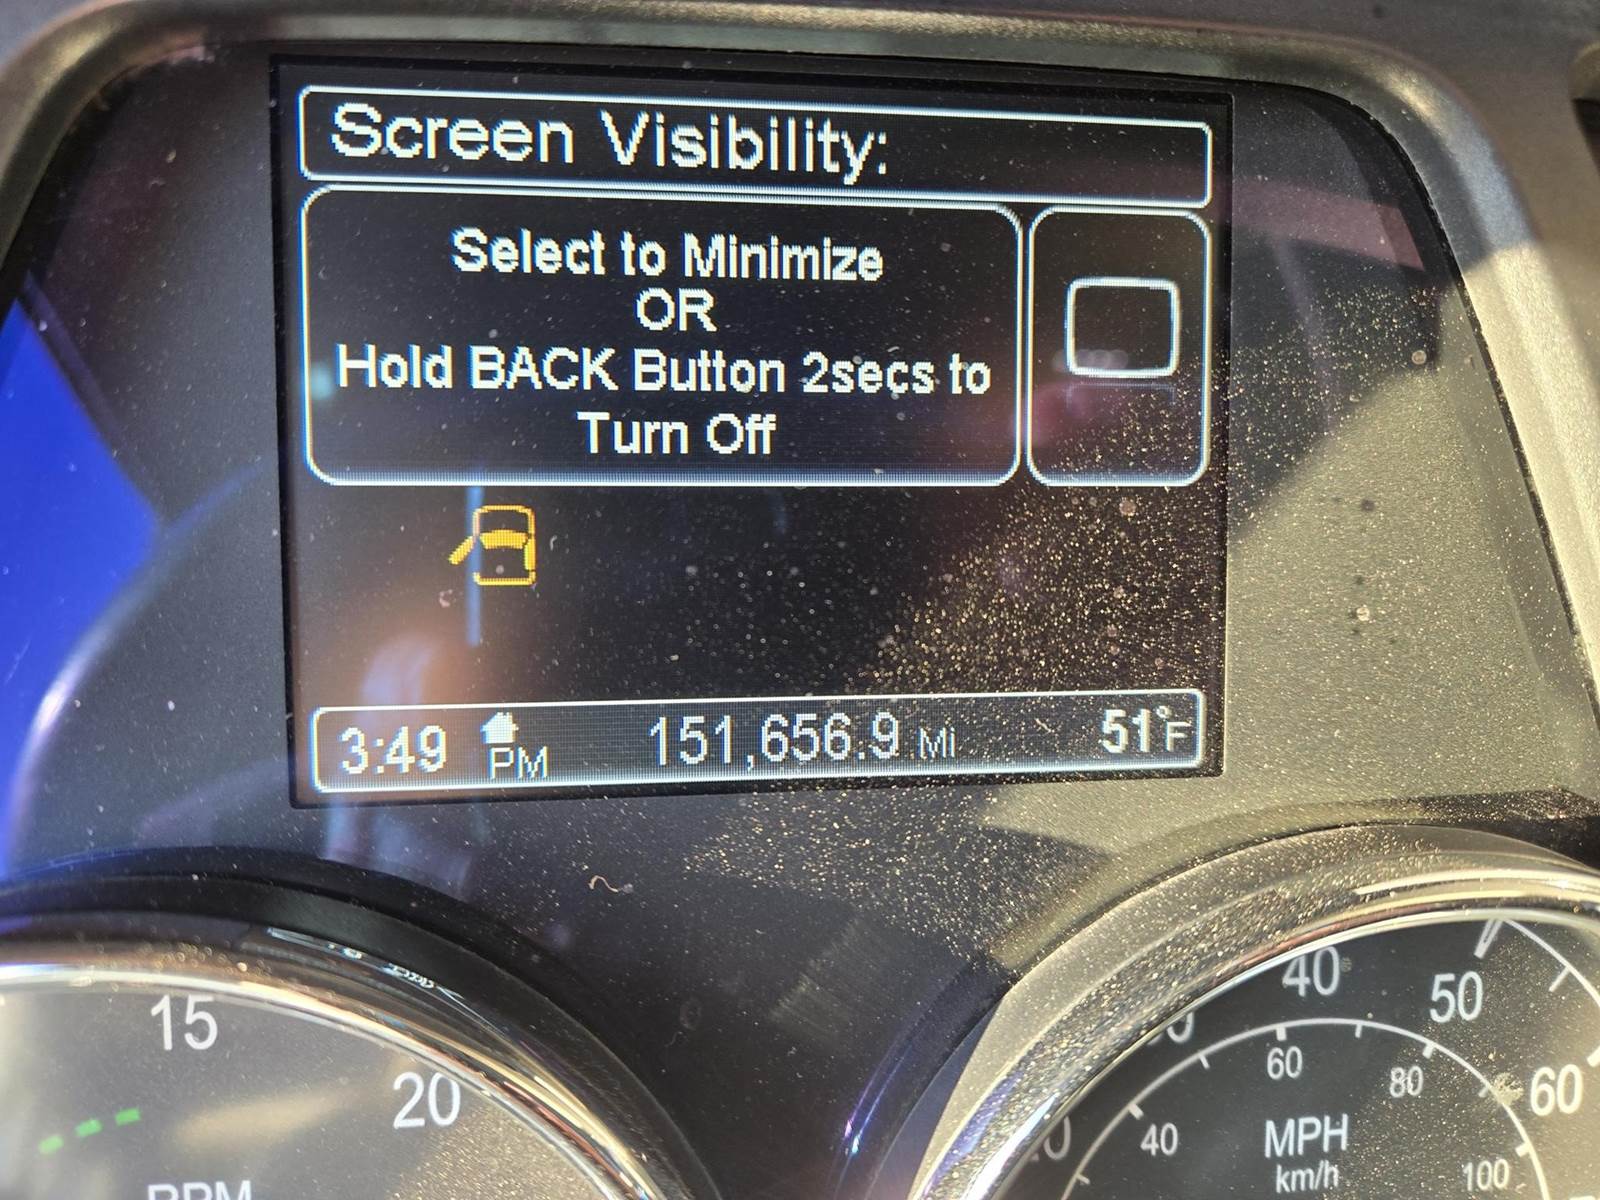 Screen Visibility:
Select to Minimize
OR
Hold BACK Button 2secs to
Turn Off
3:49 PM
151,656.9 Mi
51°F
15
20
RPM
40
50
60
60
80
40
100
MPH
km/h